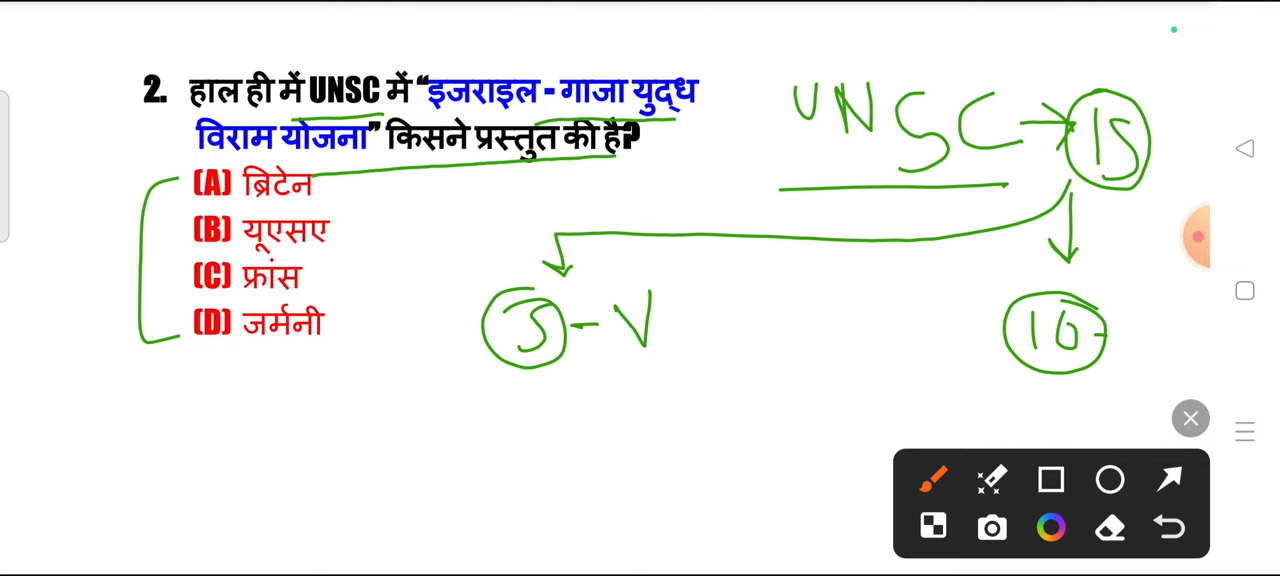 2. हाल ही में UNSC में “इजराइल - गाजा युद्ध
विराम योजना” किसने प्रस्तुत की है?
(A) ब्रिटेन
(B) यूएसए
(C) फ्रांस
(D) जर्मनी
UNSC → 15
5 - V
10 -